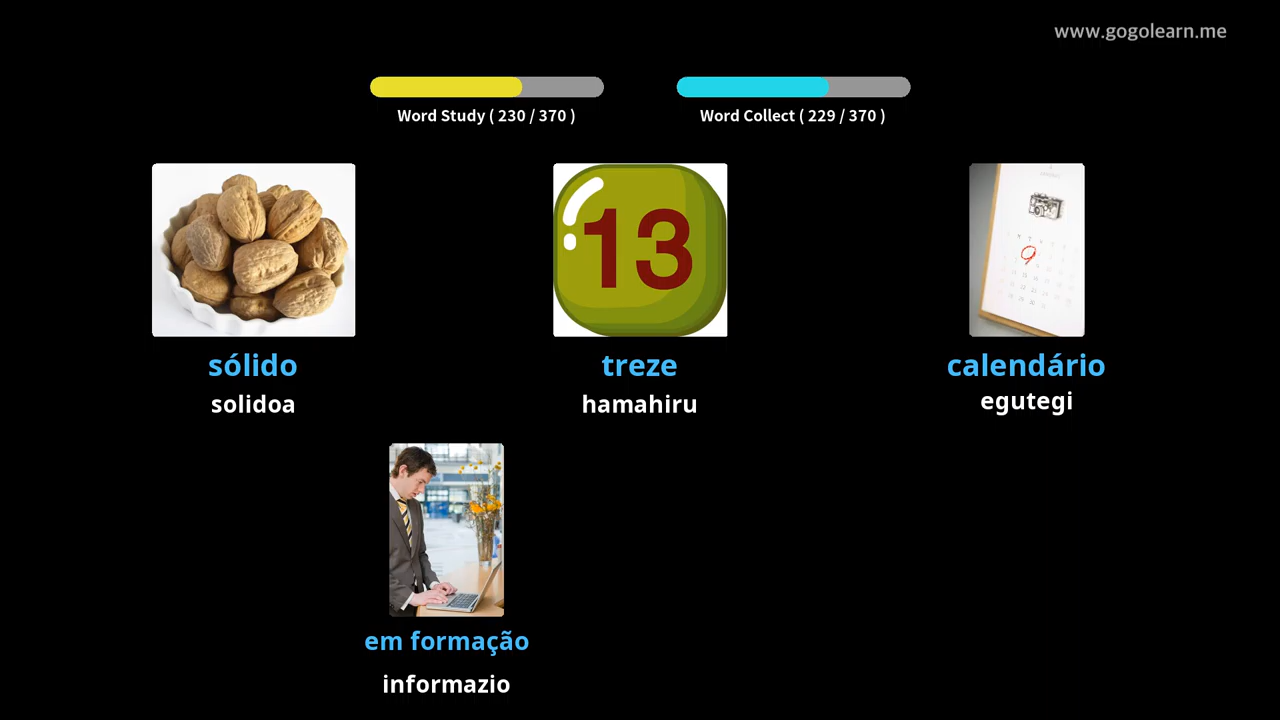 www.gogolearn.me
Word Study ( 230 / 370 )
Word Collect ( 229 / 370 )
13
sólido
treze
calendário
solidoa
hamahiru
egutegi
em formação
informazio